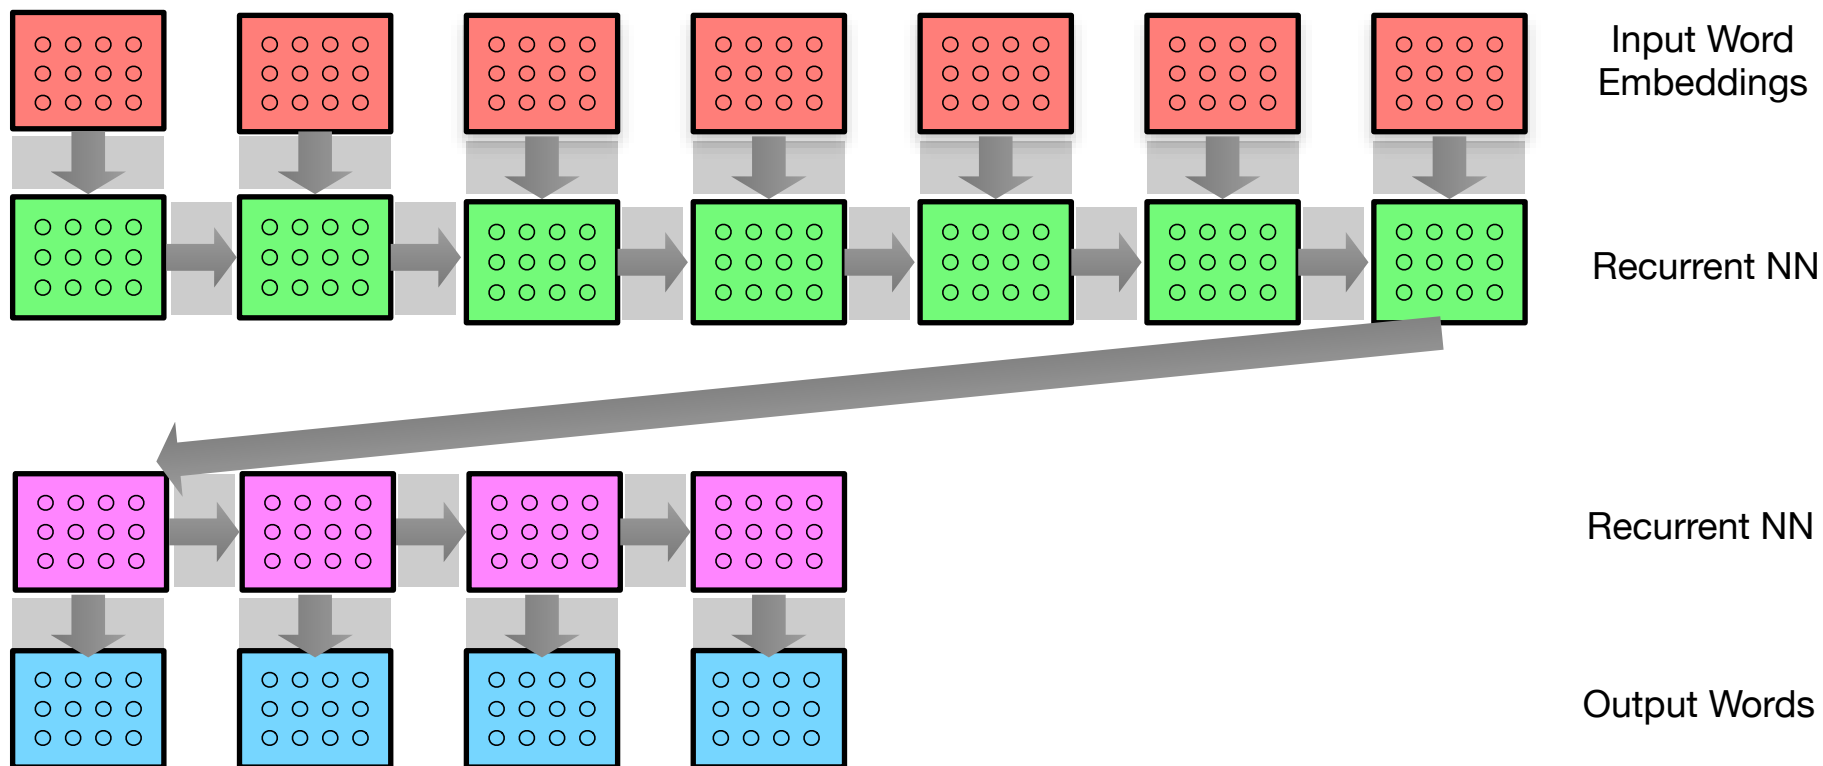 Input Word
Embeddings
Recurrent NN
Recurrent NN
Output Words